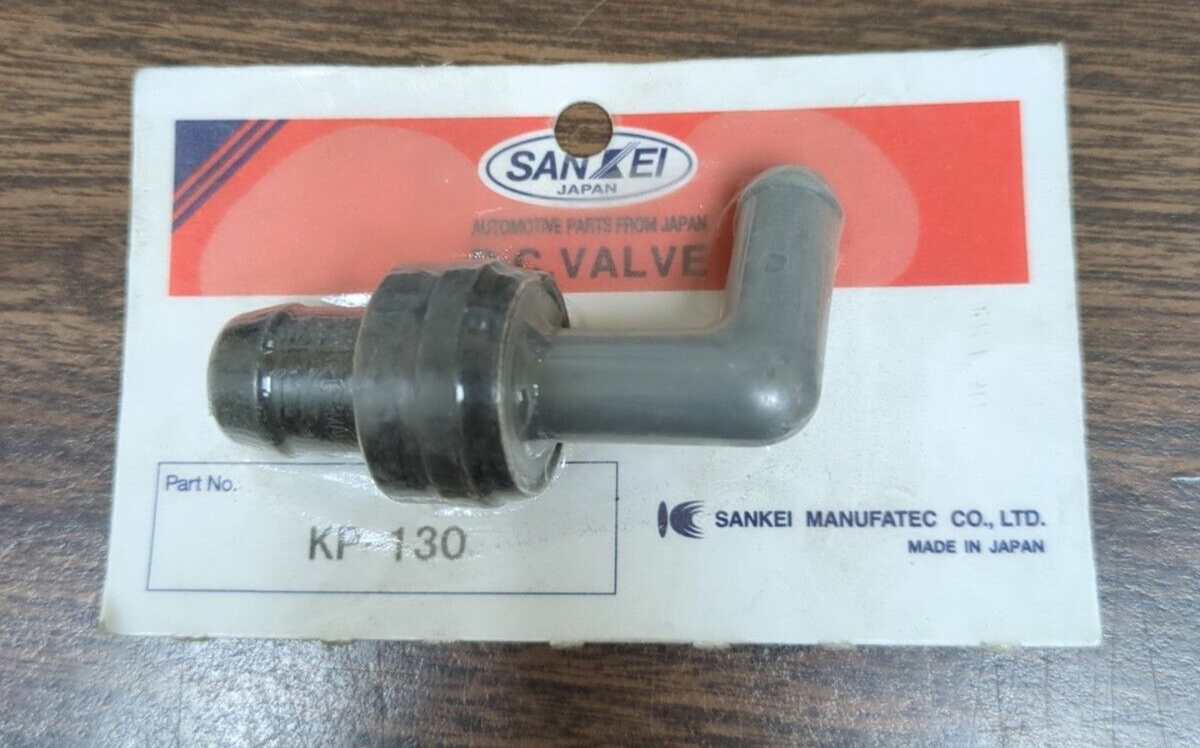 SANKEI
JAPAN
AUTOMOTIVE PARTS FROM JAPAN
P.C.VALVE
Part No.
KP-130
SANKEI MANUFATEC CO., LTD.
MADE IN JAPAN